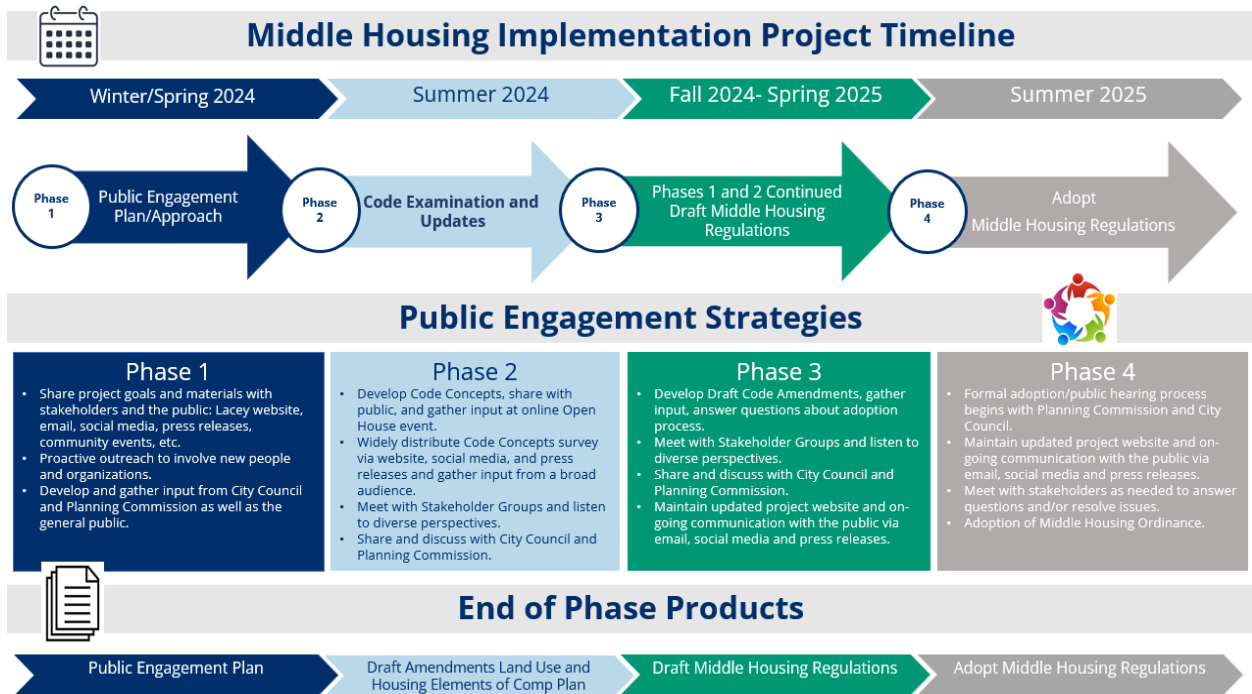 Middle Housing Implementation Project Timeline
Winter/Spring 2024
Summer 2024
Fall 2024- Spring 2025
Summer 2025
Phase
1
Public Engagement
Plan/Approach
Phase
2
Code Examination and
Updates
Phase
3
Phases 1 and 2 Continued
Draft Middle Housing
Regulations
Phase
4
Adopt
Middle Housing Regulations
Public Engagement Strategies
Phase 1
• Share project goals and materials with
stakeholders and the public: Lacey website,
email, social media, press releases,
community events, etc.
• Proactive outreach to involve new people
and organizations.
• Develop and gather input from City Council
and Planning Commission as well as the
general public.
Phase 2
• Develop Code Concepts, share with
public, and gather input at online Open
House event.
• Widely distribute Code Concepts survey
via website, social media, and press
releases and gather input from a broad
audience.
• Meet with Stakeholder Groups and listen
to diverse perspectives.
• Share and discuss with City Council and
Planning Commission.
Phase 3
• Develop Draft Code Amendments, gather
input, answer questions about adoption
process.
• Meet with Stakeholder Groups and listen to
diverse perspectives.
• Share and discuss with City Council and
Planning Commission.
• Maintain updated project website and on-
going communication with the public via
email, social media and press releases.
Phase 4
• Formal adoption/public hearing process
begins with Planning Commission and City
Council.
• Maintain updated project website and on-
going communication with the public via
email, social media and press releases.
• Meet with stakeholders as needed to answer
questions and/or resolve issues.
• Adoption of Middle Housing Ordinance.
End of Phase Products
Public Engagement Plan
Draft Amendments Land Use and
Housing Elements of Comp Plan
Draft Middle Housing Regulations
Adopt Middle Housing Regulations